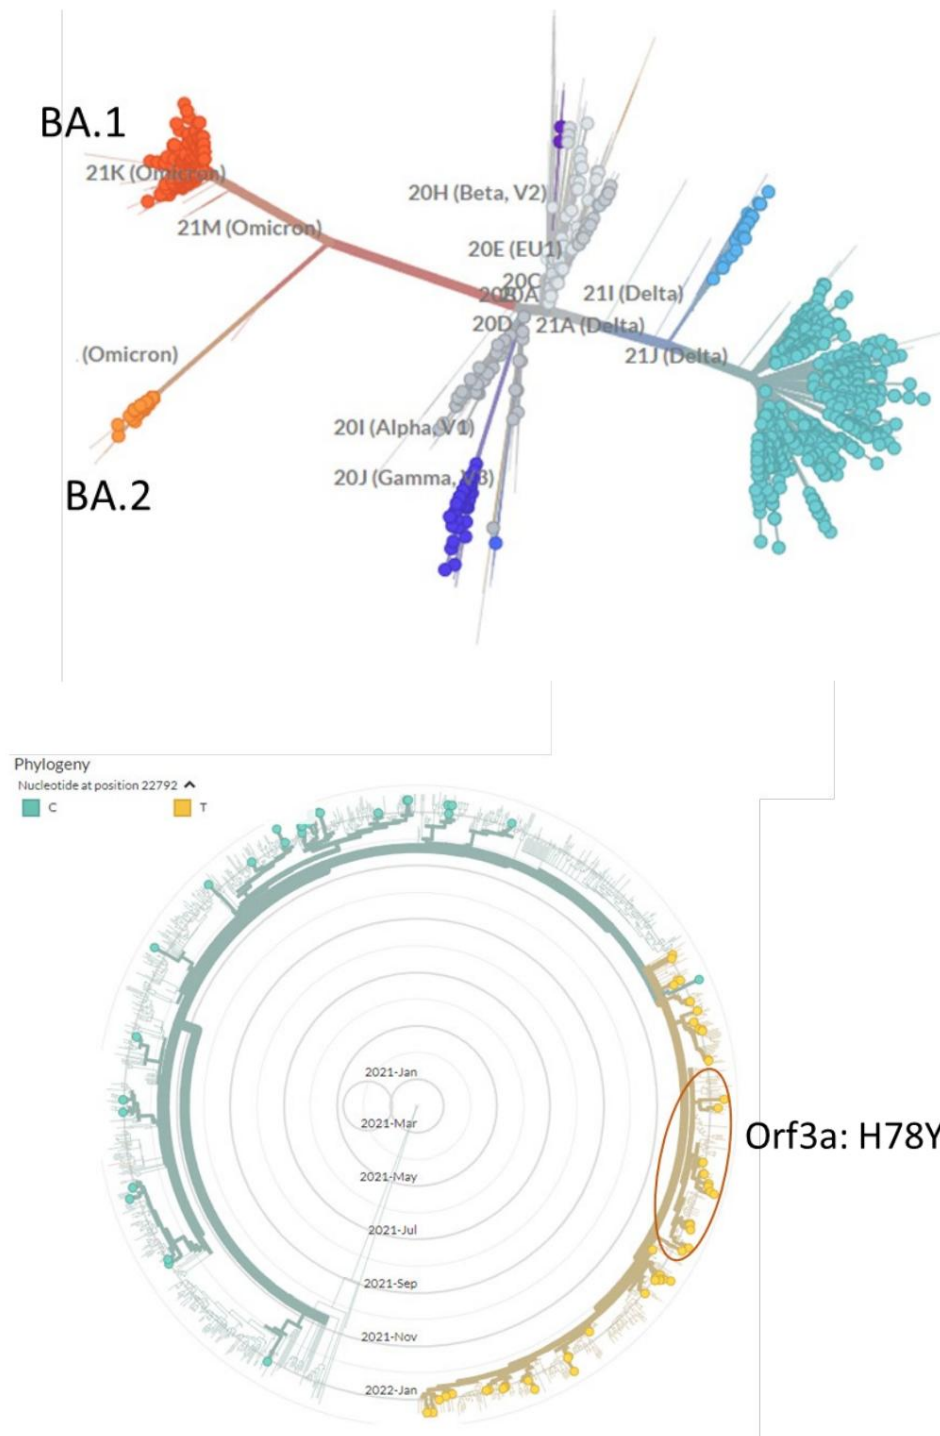 BA.1
21K (Omicron)
20H (Beta, V2)
21M (Omicron)
20E (EU1)
20C
21I (Delta)
20B
20A
20D
21A (Delta)
(Omicron)
21J (Delta)
20I (Alpha, V1)
20J (Gamma, V3)
BA.2
Phylogeny
Nucleotide at position 22792
C
T
2021-Jan
2021-Mar
Orf3a: H78Y
2021-May
2021-Jul
2021-Sep
2021-Nov
2022-Jan